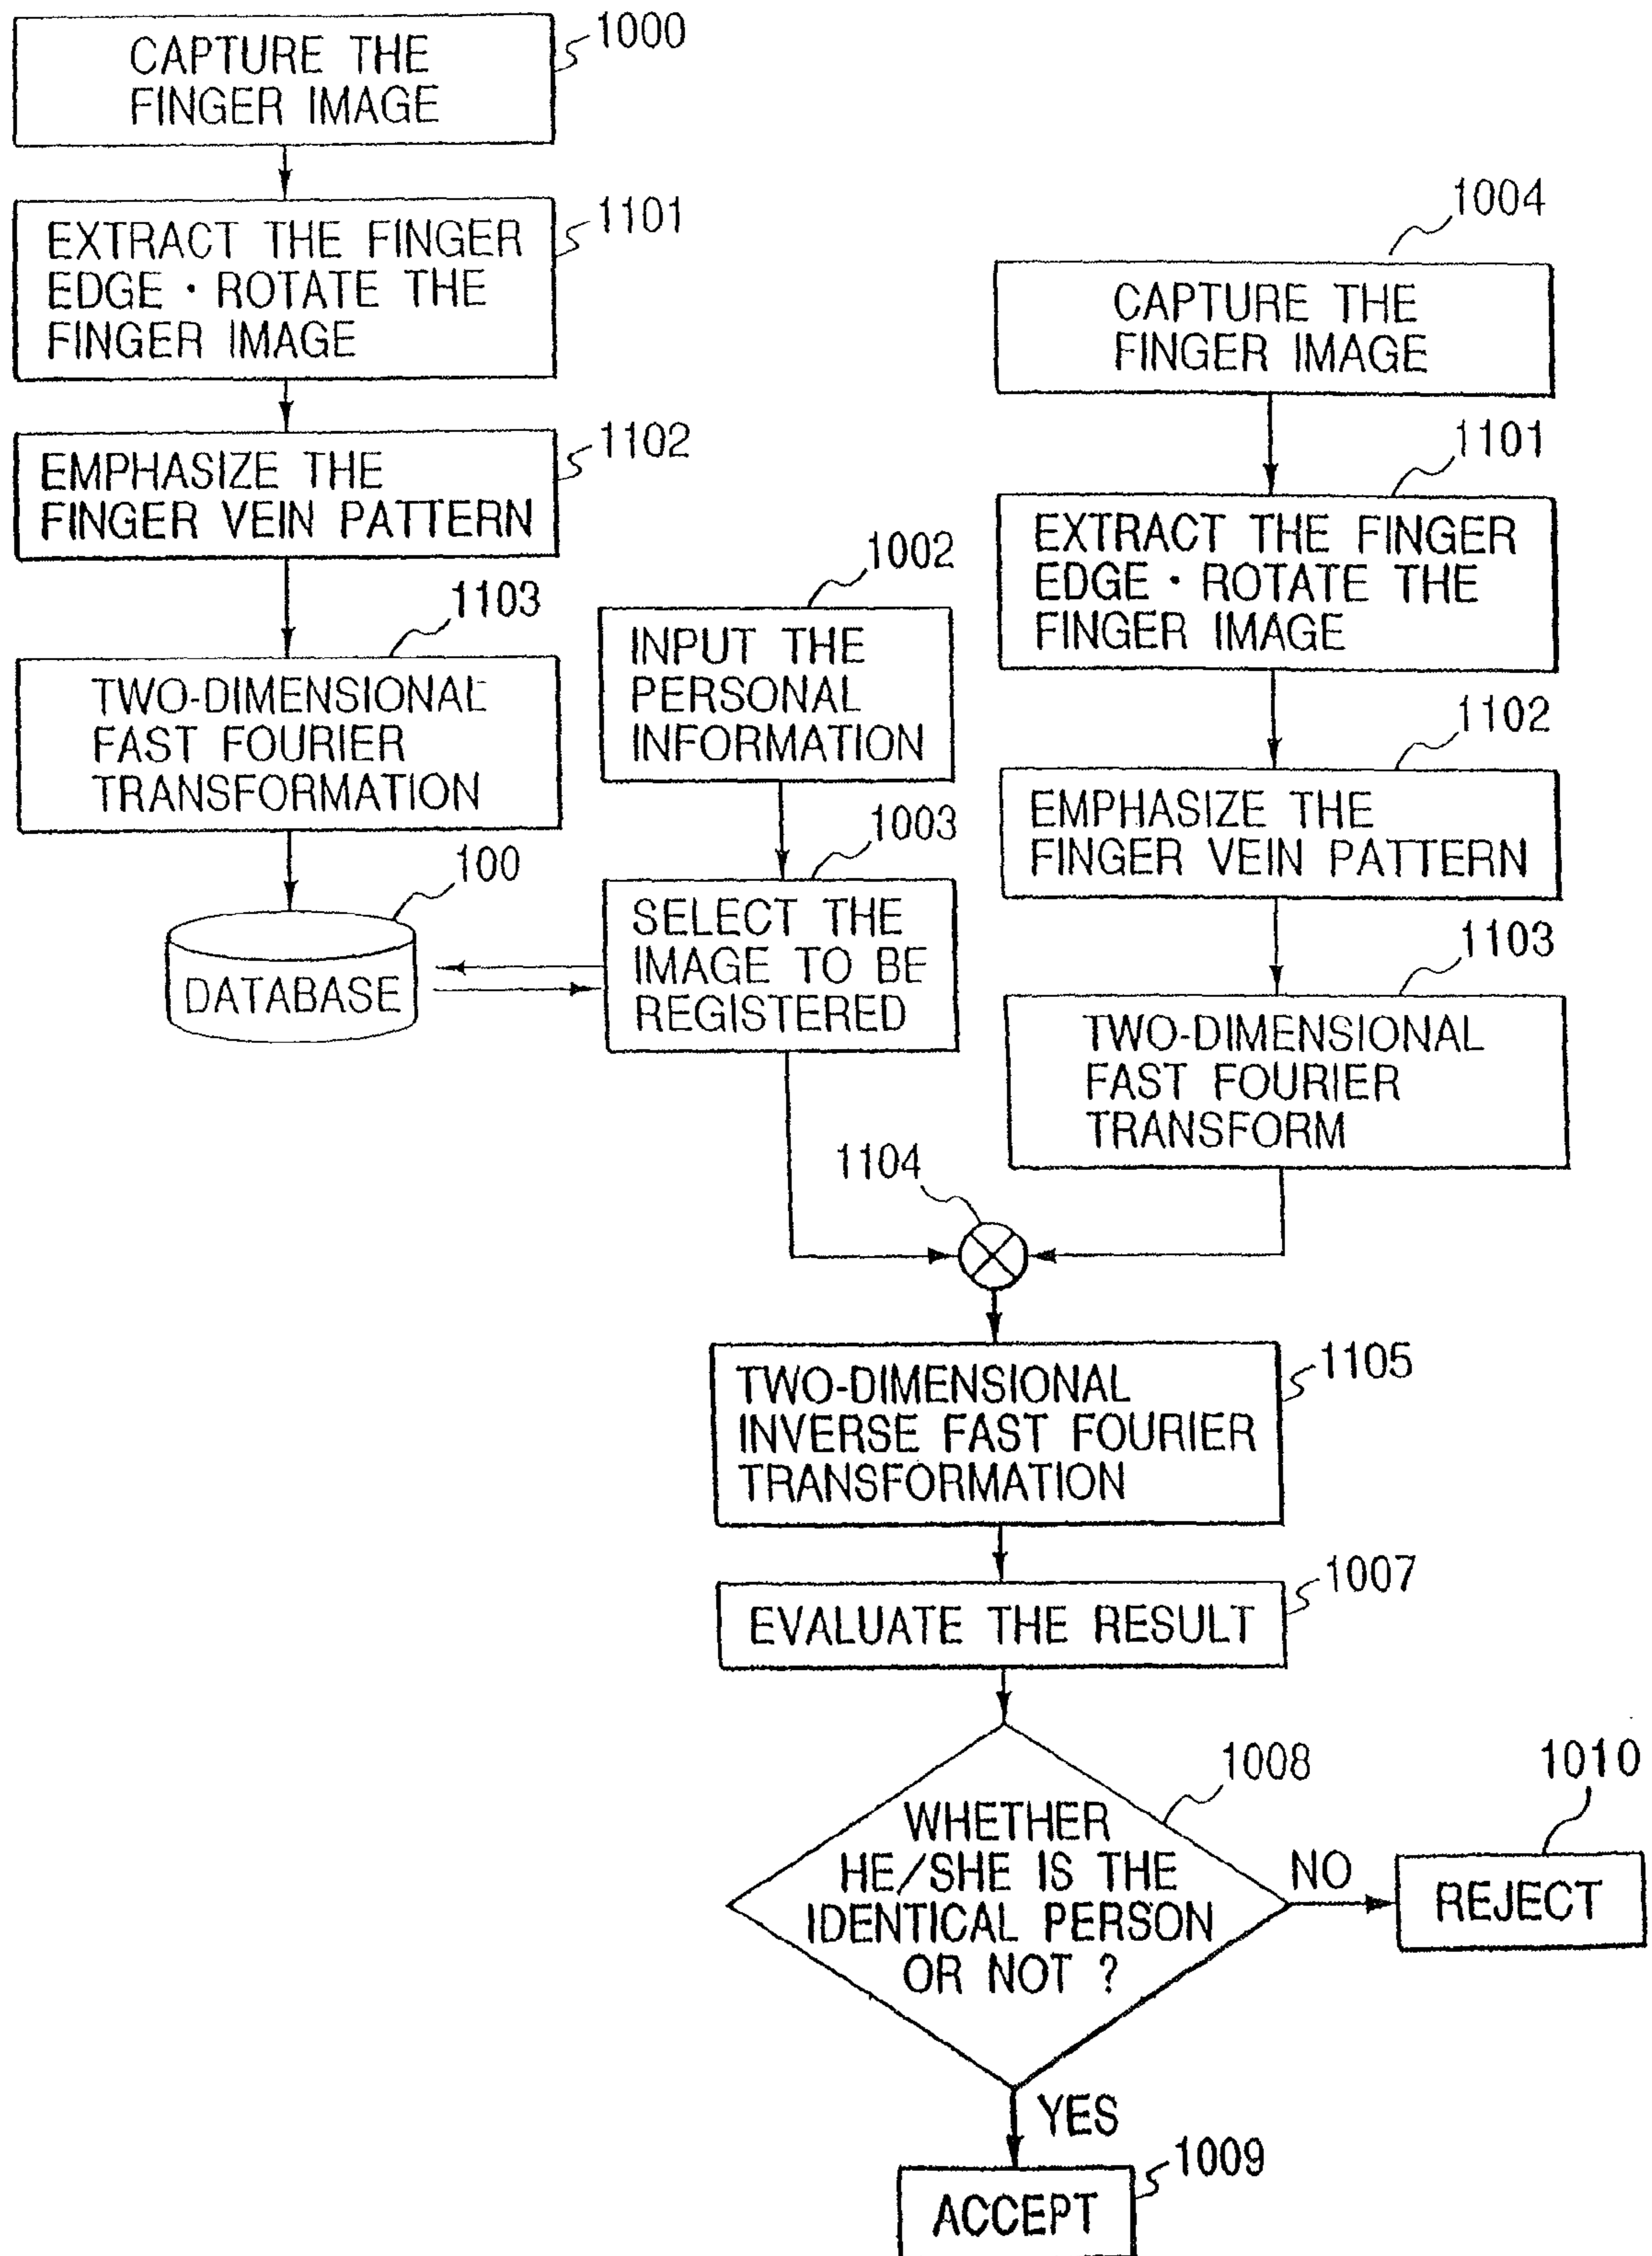 CAPTURE THE
FINGER IMAGE
1000
EXTRACT THE FINGER
EDGE・ROTATE THE
FINGER IMAGE
1101
EMPHASIZE THE
FINGER VEIN PATTERN
1102
TWO-DIMENSIONAL
FAST FOURIER
TRANSFORMATION
1103
DATABASE
100
INPUT THE
PERSONAL
INFORMATION
1002
SELECT THE
IMAGE TO BE
REGISTERED
1003
CAPTURE THE
FINGER IMAGE
1004
EXTRACT THE FINGER
EDGE・ROTATE THE
FINGER IMAGE
1101
EMPHASIZE THE
FINGER VEIN PATTERN
1102
TWO-DIMENSIONAL
FAST FOURIER
TRANSFORM
1103
1104
TWO-DIMENSIONAL
INVERSE FAST FOURIER
TRANSFORMATION
1105
EVALUATE THE RESULT
1007
WHETHER
HE/SHE IS THE
IDENTICAL PERSON
OR NOT ?
1008
NO
REJECT
1010
YES
ACCEPT
1009